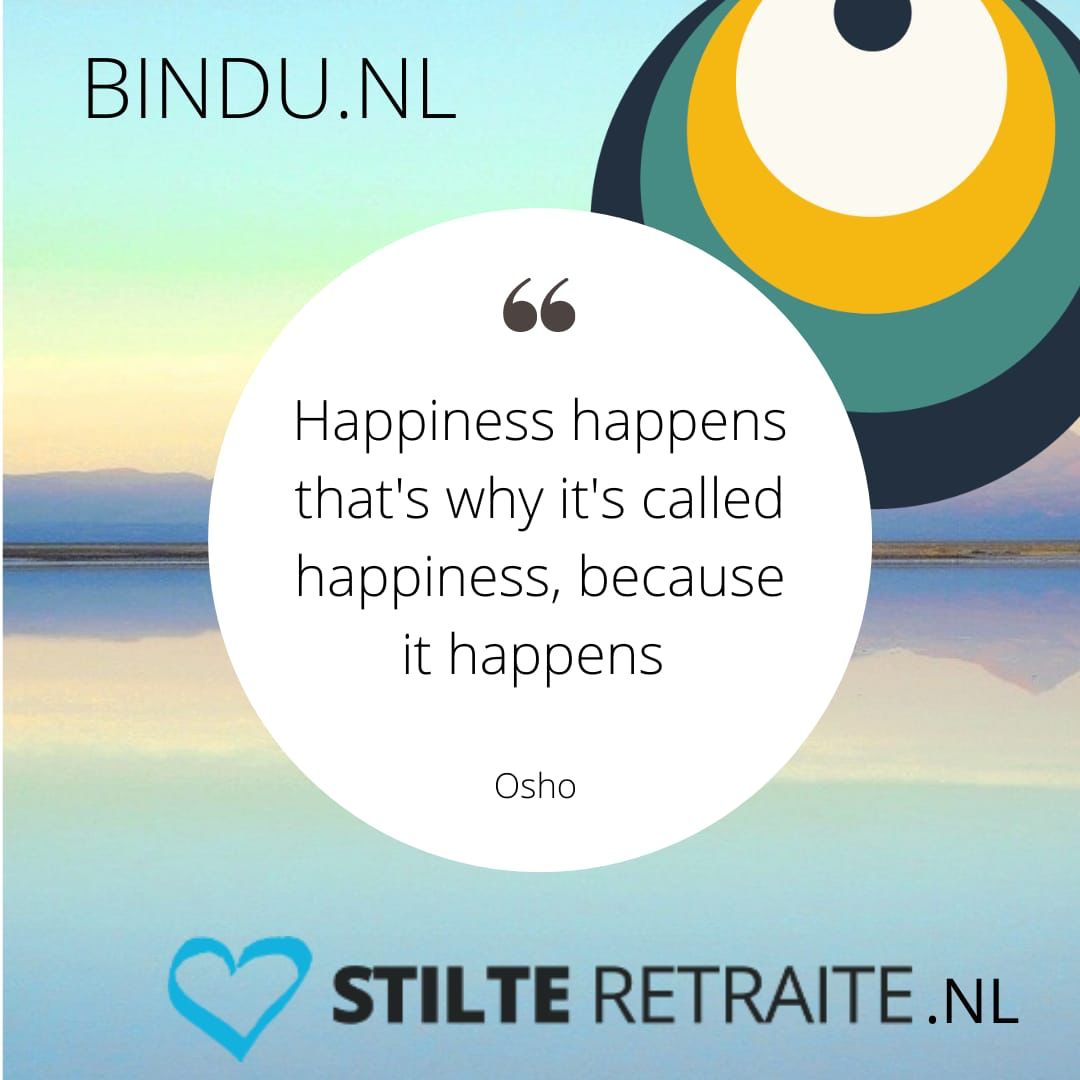 BINDU.NL
“
Happiness happens
that's why it's called
happiness, because
it happens
Osho
STILTE RETRAITE .NL